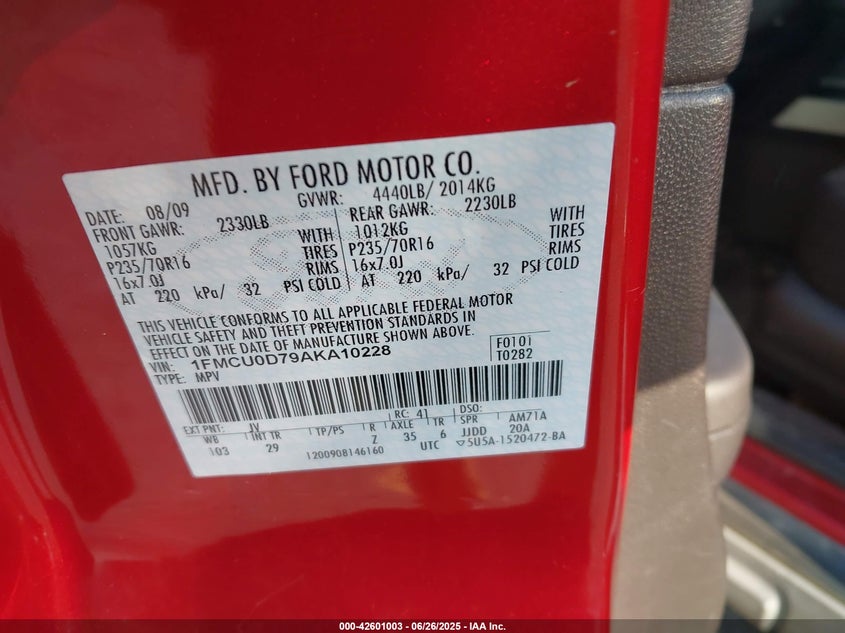 MFD. BY FORD MOTOR CO.
DATE: 08/09 GVWR: 4440LB/ 2014KG
FRONT GAWR: 2330LB REAR GAWR: 2230LB
1057KG WITH 1012KG WITH
P235/70R16 TIRES P235/70R16 TIRES
16x7.0J RIMS 16x7.0J RIMS
AT 220 kPa/ 32 PSI COLD AT 220 kPa/ 32 PSI COLD
THIS VEHICLE CONFORMS TO ALL APPLICABLE FEDERAL MOTOR
VEHICLE SAFETY AND THEFT PREVENTION STANDARDS IN
EFFECT ON THE DATE OF MANUFACTURE SHOWN ABOVE.
VIN: 1FMCU0D79AKA10228 F0101
TYPE: MPV T0282
EXT PNT: JV RC: 41 DSO:
WB INT TR TP/PS R AXLE TR SPR AM71A
103 29 Z 35 6 JJDD 20A
1200908146160 UTC ▽5U5A-1520472-BA
000-42601003 - 06/26/2025 - IAA Inc.